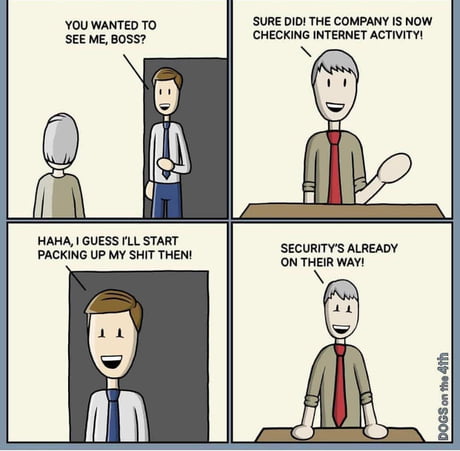 YOU WANTED TO
SEE ME, BOSS?
SURE DID! THE COMPANY IS NOW
CHECKING INTERNET ACTIVITY!
HAHA, I GUESS I'LL START
PACKING UP MY SHIT THEN!
SECURITY'S ALREADY
ON THEIR WAY!
DOGS on the 4th